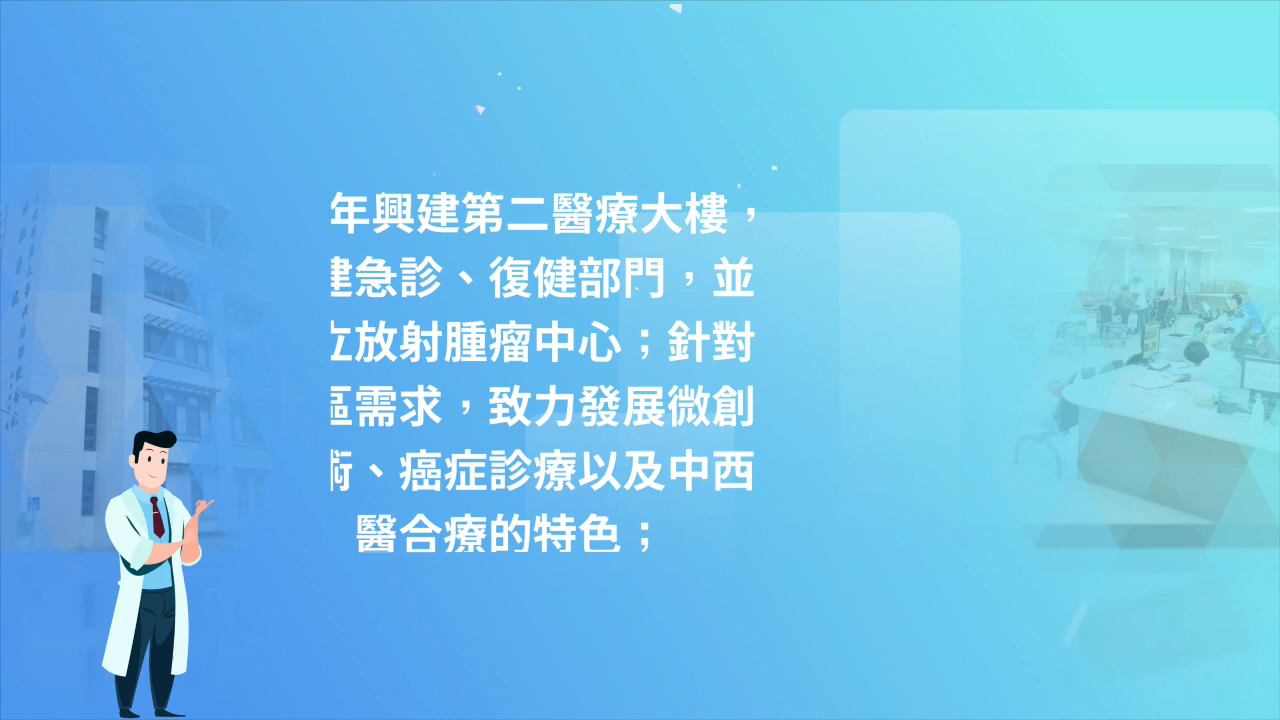 年興建第二醫療大樓，
急診、復健部門，並
放射腫瘤中心；針對
需求，致力發展微創
術、癌症診療以及中西
醫合療的特色；